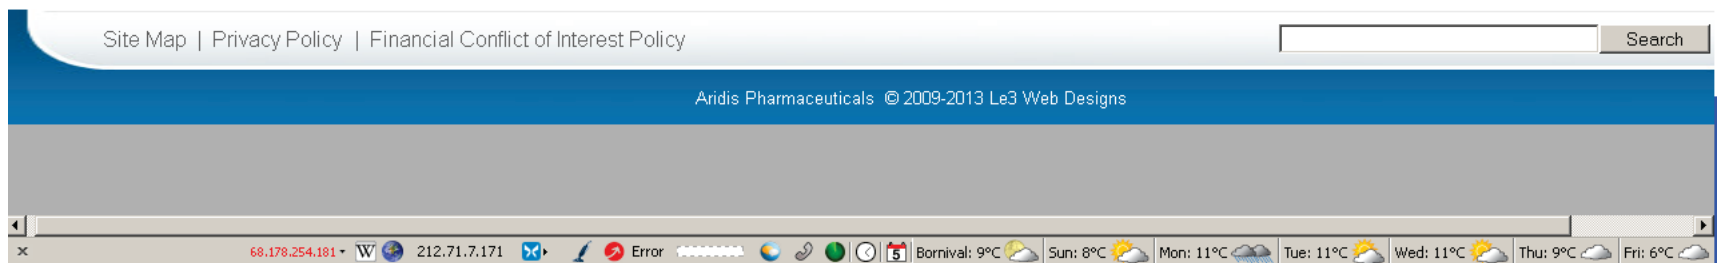 Site Map | Privacy Policy | Financial Conflict of Interest Policy Search
Aridis Pharmaceuticals © 2009-2013 Le3 Web Designs
68.178.254.181 W 212.71.7.171 Error 5 Bornival: 9°C Sun: 8°C Mon: 11°C Tue: 11°C Wed: 11°C Thu: 9°C Fri: 6°C